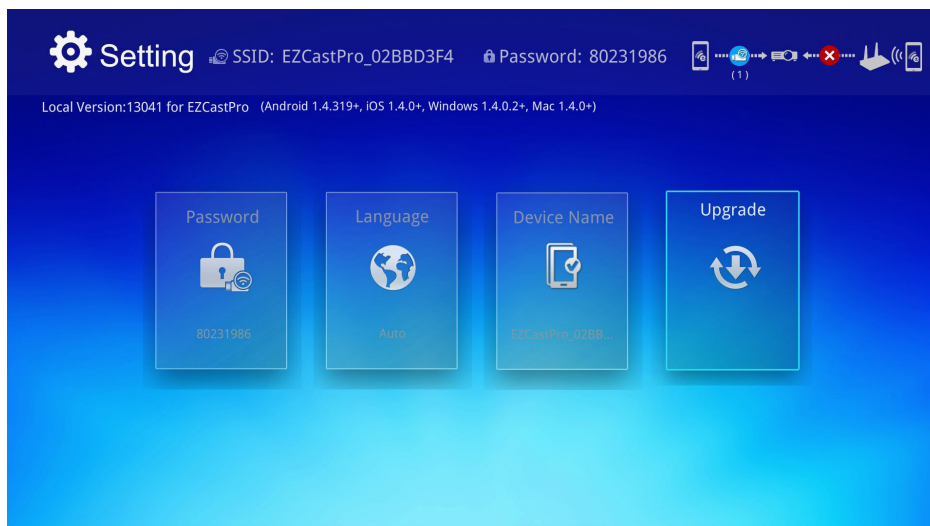 Setting SSID: EZCastPro_02BBD3F4 Password: 80231986
(1)
Local Version:13041 for EZCastPro (Android 1.4.319+, iOS 1.4.0+, Windows 1.4.0.2+, Mac 1.4.0+)
Password
Language
Device Name
Upgrade
80231986
Auto
EZCastPro_02BB...